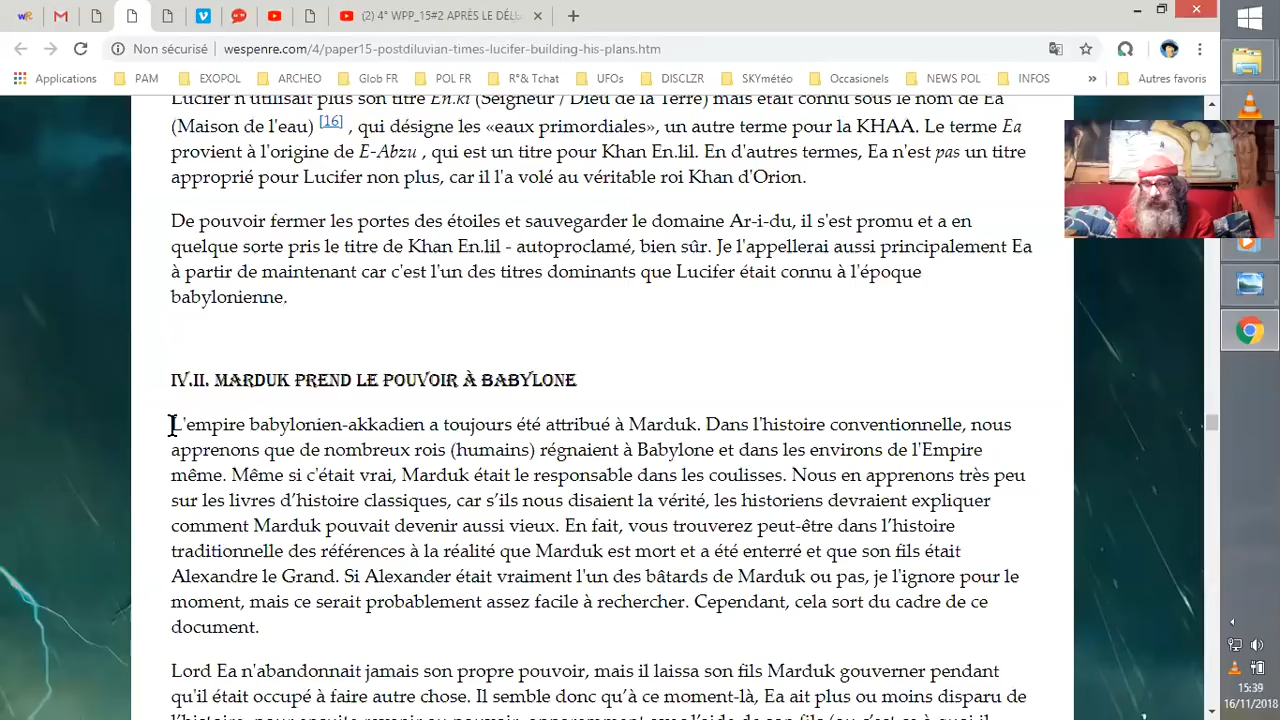 (2) 4° WPP_15#2 APRÈS LE DÉL
Non sécurisé
wespenre.com/4/paper15-postdiluvian-times-lucifer-building-his-plans.htm
Applications PAM EXOPOL ARCHEO Glob FR POL FR R°& Tchat UFOs DISCLZR SKYmétéo Occasionels NEWS POL INFOS » Autres favoris
Lucifer n'utilisait plus son titre En.ki (Seigneur / Dieu de la Terre) mais était connu sous le nom de Ea
(Maison de l'eau) [16] , qui désigne les «eaux primordiales», un autre terme pour la KHAA. Le terme Ea
provient à l'origine de E-Abzu , qui est un titre pour Khan En.lil. En d'autres termes, Ea n'est pas un titre
approprié pour Lucifer non plus, car il l'a volé au véritable roi Khan d'Orion.
De pouvoir fermer les portes des étoiles et sauvegarder le domaine Ar-i-du, il s'est promu et a en
quelque sorte pris le titre de Khan En.lil - autoproclamé, bien sûr. Je l'appellerai aussi principalement Ea
à partir de maintenant car c'est l'un des titres dominants que Lucifer était connu à l'époque
babylonienne.
IV.II. MARDUK PREND LE POUVOIR À BABYLONE
L'empire babylonien-akkadien a toujours été attribué à Marduk. Dans l'histoire conventionnelle, nous
apprenons que de nombreux rois (humains) régnaient à Babylone et dans les environs de l'Empire
même. Même si c'était vrai, Marduk était le responsable dans les coulisses. Nous en apprenons très peu
sur les livres d’histoire classiques, car s’ils nous disaient la vérité, les historiens devraient expliquer
comment Marduk pouvait devenir aussi vieux. En fait, vous trouverez peut-être dans l’histoire
traditionnelle des références à la réalité que Marduk est mort et a été enterré et que son fils était
Alexandre le Grand. Si Alexander était vraiment l'un des bâtards de Marduk ou pas, je l'ignore pour le
moment, mais ce serait probablement assez facile à rechercher. Cependant, cela sort du cadre de ce
document.
Lord Ea n'abandonnait jamais son propre pouvoir, mais il laissa son fils Marduk gouverner pendant
qu'il était occupé à faire autre chose. Il semble donc qu’à ce moment-là, Ea ait plus ou moins disparu de
15:39
16/11/2018